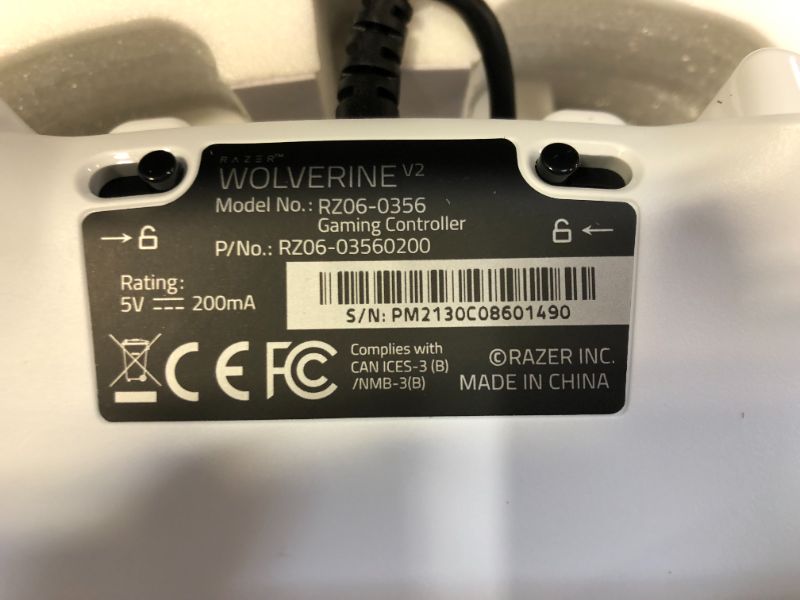 RAZER™
WOLVERINE V2
Model No.: RZ06-0356
Gaming Controller
P/No.: RZ06-03560200
Rating:
5V ⎓ 200mA
S/N: PM2130C08601490
CE FC
Complies with
CAN ICES-3 (B)
/NMB-3(B)
©RAZER INC.
MADE IN CHINA